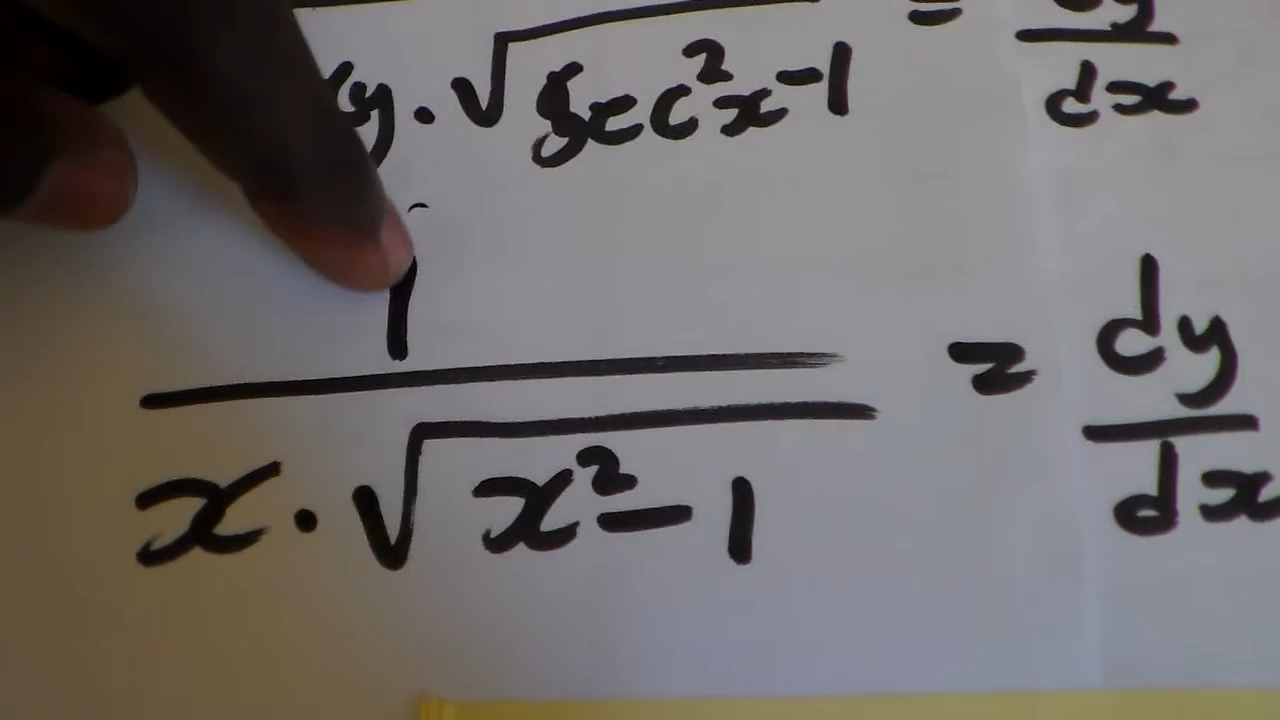 y · √sec²x-1 = dy/dx
1/(x · √x²-1) = dy/dx